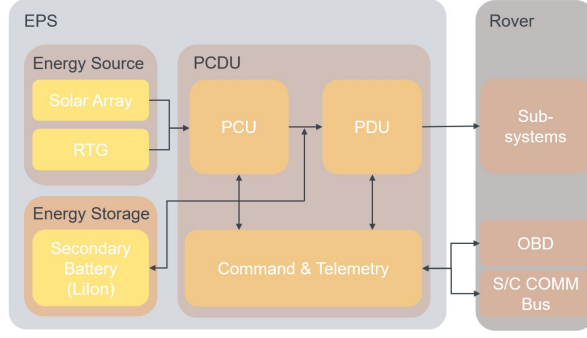 EPS
Rover
Energy Source
PCDU
Solar Array
RTG
PCU
PDU
Sub-
systems
Energy Storage
Secondary
Battery
(LiIon)
Command & Telemetry
OBD
S/C COMM
Bus